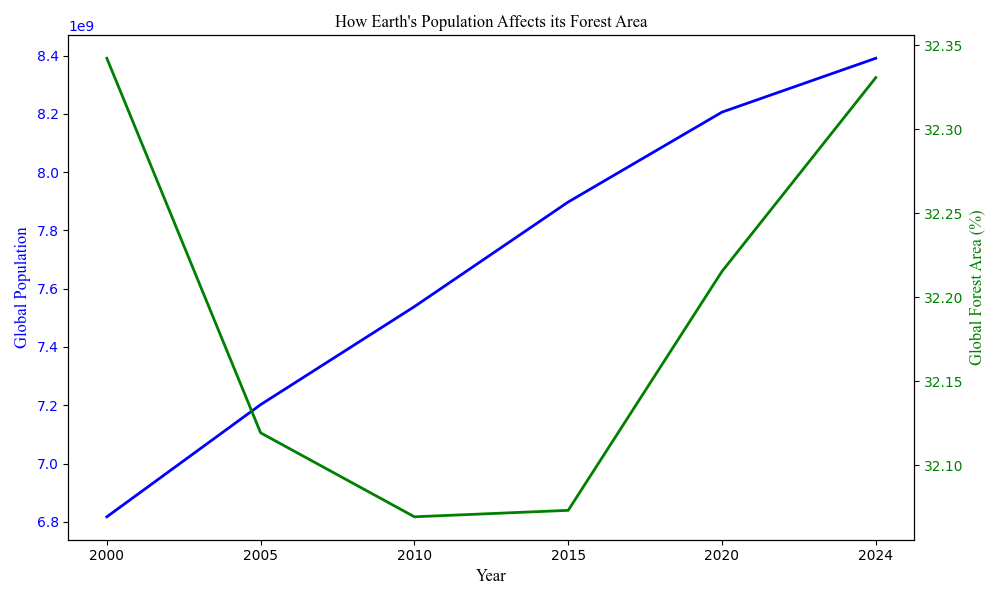 How Earth's Population Affects its Forest Area
1e9
8.4
8.2
8.0
7.8
7.6
7.4
7.2
7.0
6.8
Global Population
32.35
32.30
32.25
32.20
32.15
32.10
Global Forest Area (%)
2000 2005 2010 2015 2020 2024
Year